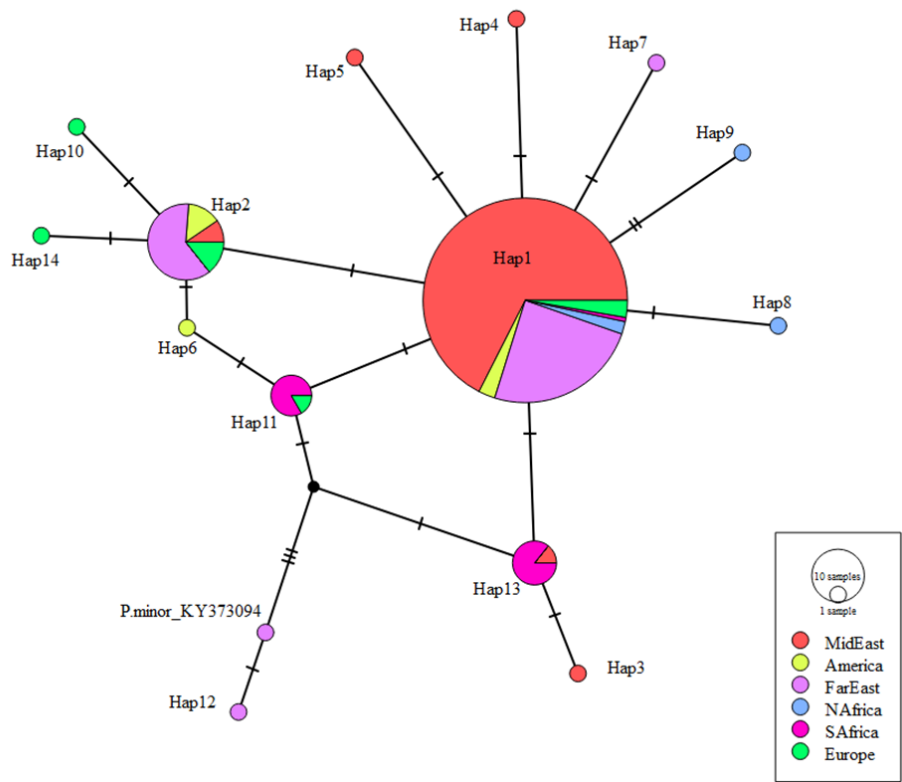 Hap4
Hap7
Hap5
Hap9
Hap10
Hap2
Hap14
Hap1
Hap8
Hap6
Hap11
Hap13
P.minor_KY373094
Hap3
Hap12
10 samples
1 sample
MidEast
America
FarEast
NAfrica
SAfrica
Europe